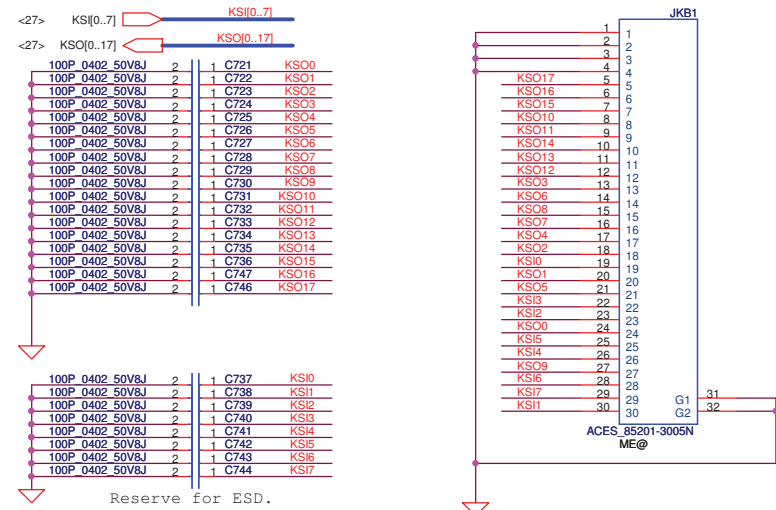 <27> KSI[0..7] KSI[0..7]
<27> KSO[0..17] KSO[0..17]
100P_0402_50V8J 2 1 C721 KSO0
100P_0402_50V8J 2 1 C722 KSO1
100P_0402_50V8J 2 1 C723 KSO2
100P_0402_50V8J 2 1 C724 KSO3
100P_0402_50V8J 2 1 C725 KSO4
100P_0402_50V8J 2 1 C726 KSO5
100P_0402_50V8J 2 1 C727 KSO6
100P_0402_50V8J 2 1 C728 KSO7
100P_0402_50V8J 2 1 C729 KSO8
100P_0402_50V8J 2 1 C730 KSO9
100P_0402_50V8J 2 1 C731 KSO10
100P_0402_50V8J 2 1 C732 KSO11
100P_0402_50V8J 2 1 C733 KSO12
100P_0402_50V8J 2 1 C734 KSO13
100P_0402_50V8J 2 1 C735 KSO14
100P_0402_50V8J 2 1 C736 KSO15
100P_0402_50V8J 2 1 C747 KSO16
100P_0402_50V8J 2 1 C746 KSO17
100P_0402_50V8J 2 1 C737 KSI0
100P_0402_50V8J 2 1 C738 KSI1
100P_0402_50V8J 2 1 C739 KSI2
100P_0402_50V8J 2 1 C740 KSI3
100P_0402_50V8J 2 1 C741 KSI4
100P_0402_50V8J 2 1 C742 KSI5
100P_0402_50V8J 2 1 C743 KSI6
100P_0402_50V8J 2 1 C744 KSI7
Reserve for ESD.
JKB1
1 1
2 2
3 3
4 4
KSO17 5 5
KSO16 6 6
KSO15 7 7
KSO10 8 8
KSO11 9 9
KSO14 10 10
KSO13 11 11
KSO12 12 12
KSO3 13 13
KSO6 14 14
KSO8 15 15
KSO7 16 16
KSO4 17 17
KSO2 18 18
KSI0 19 19
KSO1 20 20
KSO5 21 21
KSI3 22 22
KSI2 23 23
KSO0 24 24
KSI5 25 25
KSI4 26 26
KSO9 27 27
KSI6 28 28
KSI7 29 29 G1 31
KSI1 30 30 G2 32
ACES_85201-3005N
ME@